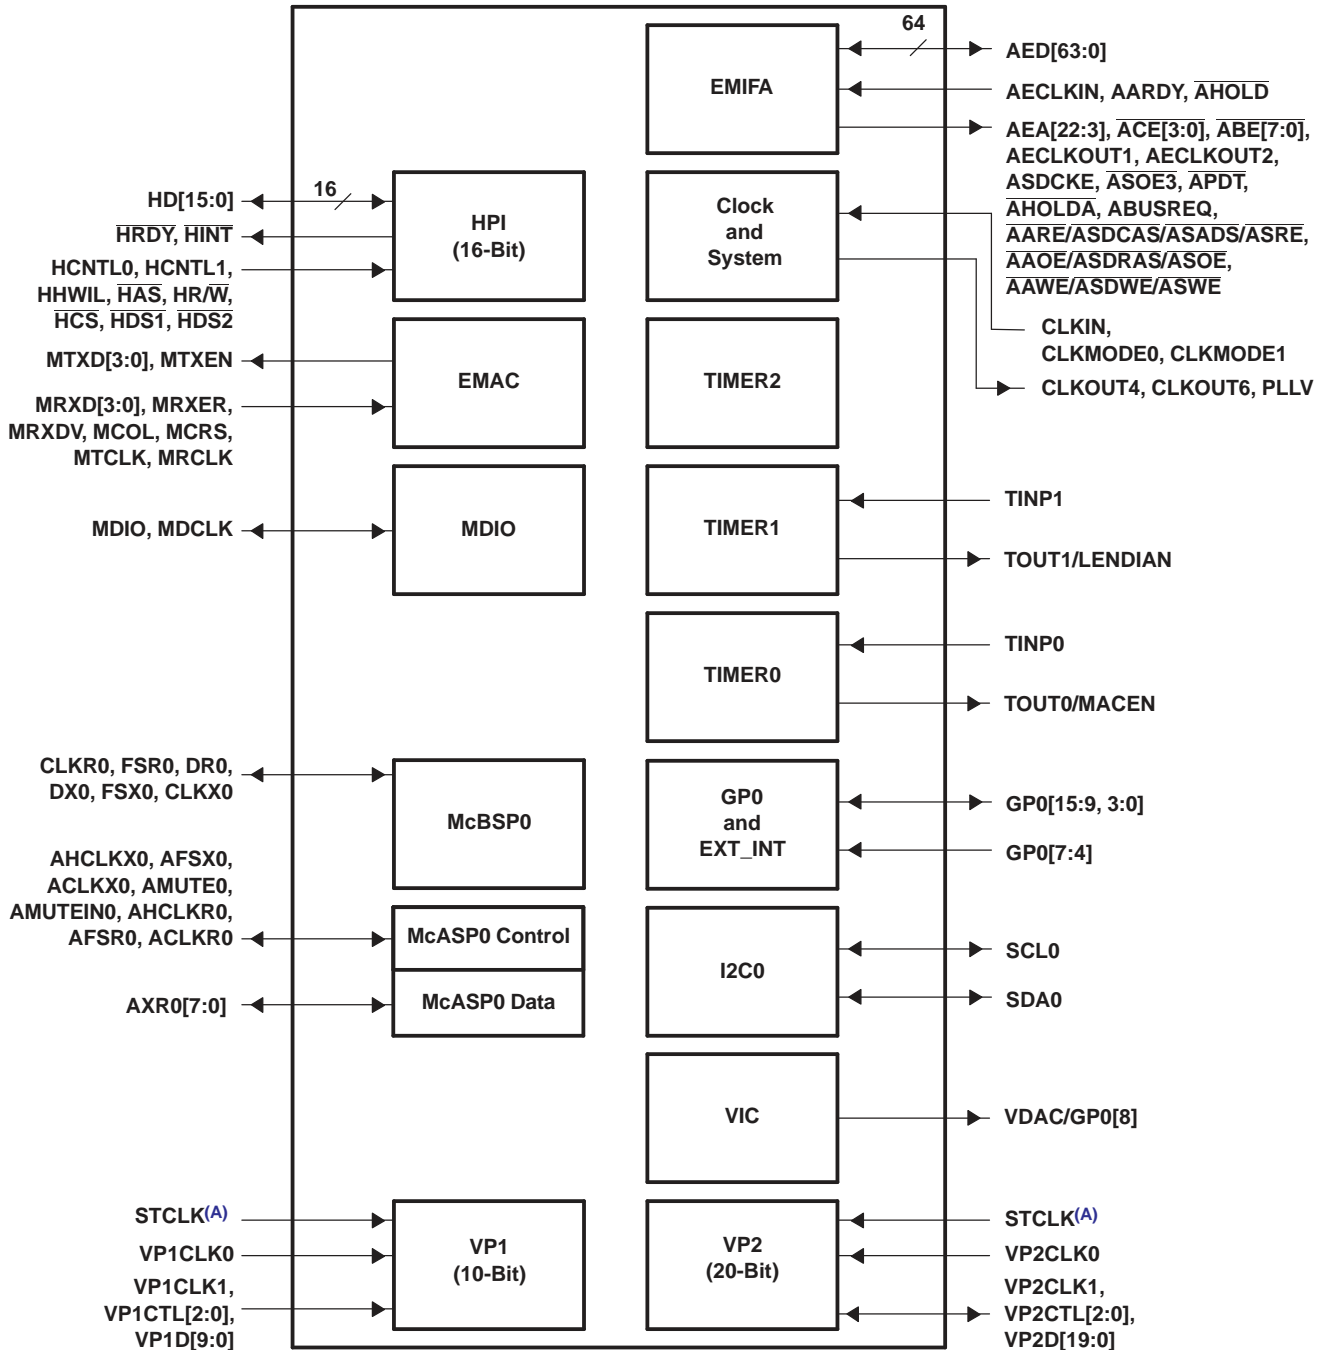 64
AED[63:0]
EMIFA
AECLKIN, AARDY, AHOLD
AEA[22:3], ACE[3:0], ABE[7:0],
AECLKOUT1, AECLKOUT2,
ASDCKE, ASOE3, APDT,
AHOLDA, ABUSREQ,
AARE/ASDCAS/ASADS/ASRE,
AAOE/ASDRAS/ASOE,
AAWE/ASDWE/ASWE
HD[15:0]
16
HRDY, HINT
HCNTL0, HCNTL1,
HHWIL, HAS, HR/W,
HCS, HDS1, HDS2
HPI
(16-Bit)
Clock
and
System
CLKIN,
CLKMODE0, CLKMODE1
CLKOUT4, CLKOUT6, PLLV
MTXD[3:0], MTXEN
MRXD[3:0], MRXER,
MRXDV, MCOL, MCRS,
MTCLK, MRCLK
EMAC
TIMER2
MDIO, MDCLK
MDIO
TIMER1
TINP1
TOUT1/LENDIAN
TIMER0
TINP0
TOUT0/MACEN
CLKR0, FSR0, DR0,
DX0, FSX0, CLKX0
McBSP0
GP0
and
EXT_INT
GP0[15:9, 3:0]
GP0[7:4]
AHCLKX0, AFSX0,
ACLKX0, AMUTE0,
AMUTEIN0, AHCLKR0,
AFSR0, ACLKR0
McASP0 Control
AXR0[7:0]
McASP0 Data
I2C0
SCL0
SDA0
VIC
VDAC/GP0[8]
STCLK(A)
VP1CLK0
VP1CLK1,
VP1CTL[2:0],
VP1D[9:0]
VP1
(10-Bit)
VP2
(20-Bit)
STCLK(A)
VP2CLK0
VP2CLK1,
VP2CTL[2:0],
VP2D[19:0]